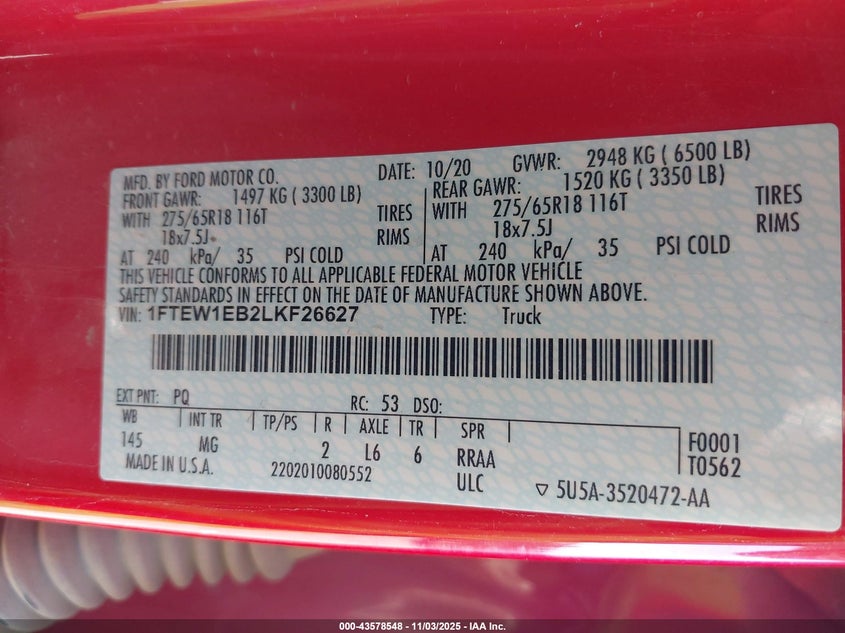 MFD. BY FORD MOTOR CO. DATE: 10/20 GVWR: 2948 KG ( 6500 LB)
FRONT GAWR: 1497 KG ( 3300 LB) REAR GAWR: 1520 KG ( 3350 LB)
WITH 275/65R18 116T TIRES WITH 275/65R18 116T TIRES
18x7.5J RIMS 18x7.5J RIMS
AT 240 kPa/ 35 PSI COLD AT 240 kPa/ 35 PSI COLD
THIS VEHICLE CONFORMS TO ALL APPLICABLE FEDERAL MOTOR VEHICLE
SAFETY STANDARDS IN EFFECT ON THE DATE OF MANUFACTURE SHOWN ABOVE.
VIN: 1FTEW1EB2LKF26627 TYPE: Truck
EXT PNT: PQ RC: 53 DSO:
WB INT TR TP/PS R AXLE TR SPR
145 MG 2 L6 6 RRAA
F0001
T0562
MADE IN U.S.A. 2202010080552 ULC ▽ 5U5A-3520472-AA
000-43578548 - 11/03/2025 - IAA Inc.